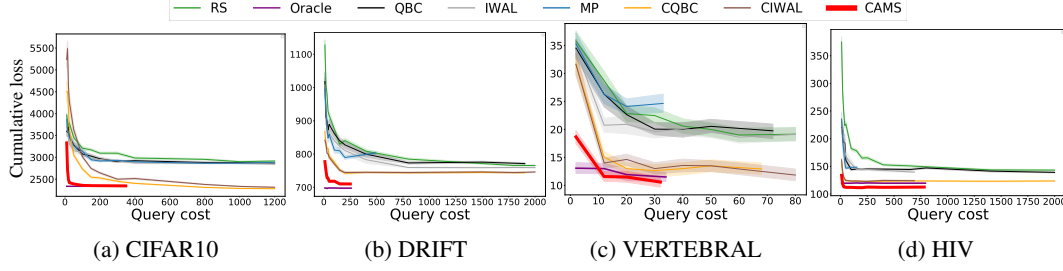 RS Oracle QBC IWAL MP CQBC CIWAL CAMS
Cumulative loss
5500
5000
4500
4000
3500
3000
2500
0 200 400 600 800 1000 1200
Query cost
(a) CIFAR10
1100
1000
900
800
700
0 250 500 750 1000 1250 1500 1750 2000
Query cost
(b) DRIFT
35
30
25
20
15
10
0 10 20 30 40 50 60 70 80
Query cost
(c) VERTEBRAL
350
300
250
200
150
100
0 250 500 750 1000 1250 1500 1750 2000
Query cost
(d) HIV